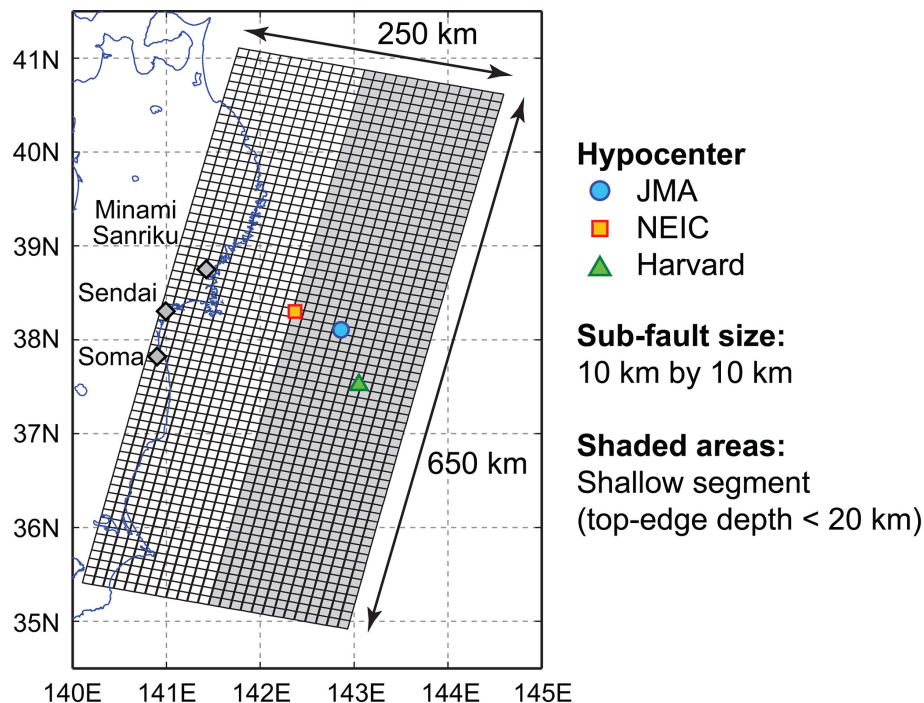 250 km
41N
40N
39N
38N
37N
36N
35N
Minami
Sanriku
Sendai
Soma
650 km
140E 141E 142E 143E 144E 145E
Hypocenter
JMA
NEIC
Harvard
Sub-fault size:
10 km by 10 km
Shaded areas:
Shallow segment
(top-edge depth < 20 km)